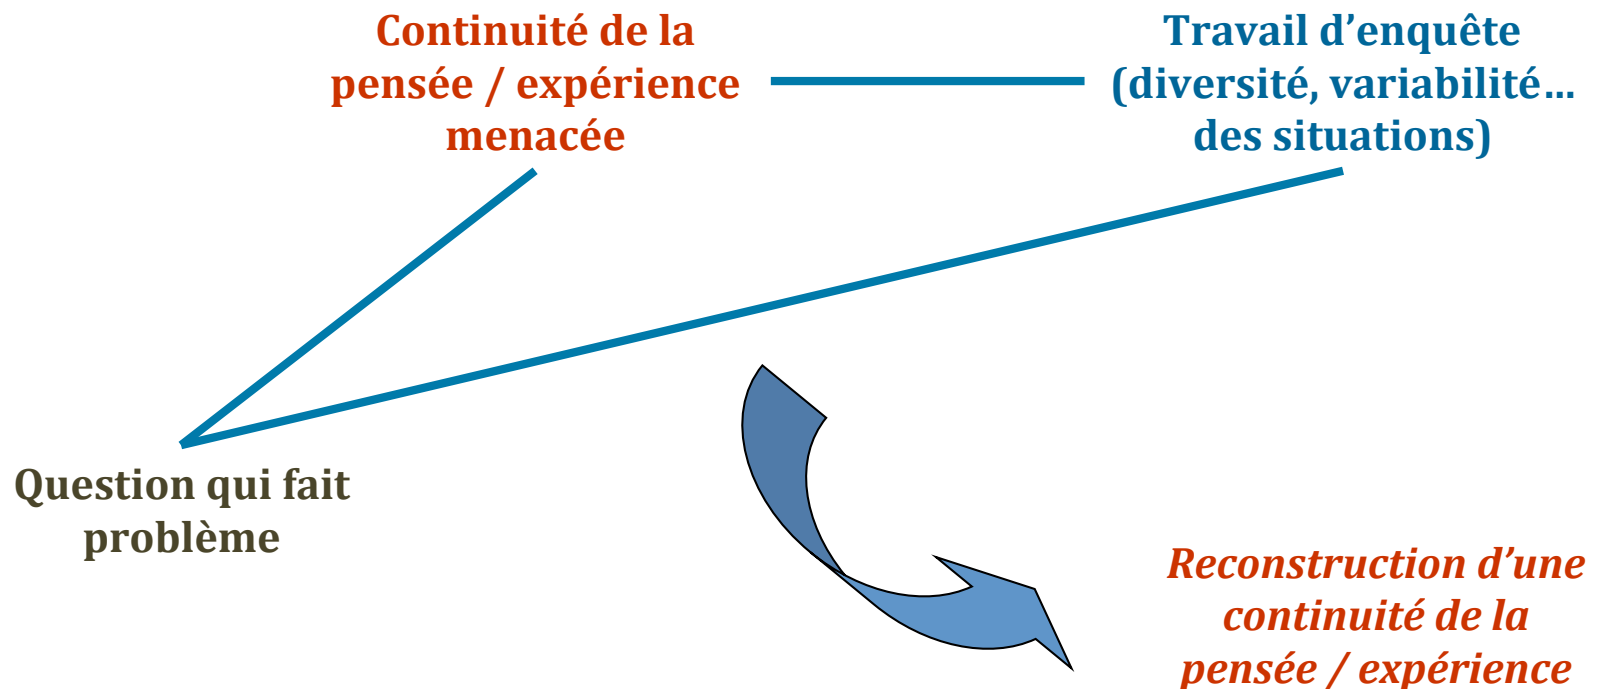 Continuité de la
pensée / expérience
menacée
Travail d’enquête
(diversité, variabilité…
des situations)
Question qui fait
problème
Reconstruction d’une
continuité de la
pensée / expérience